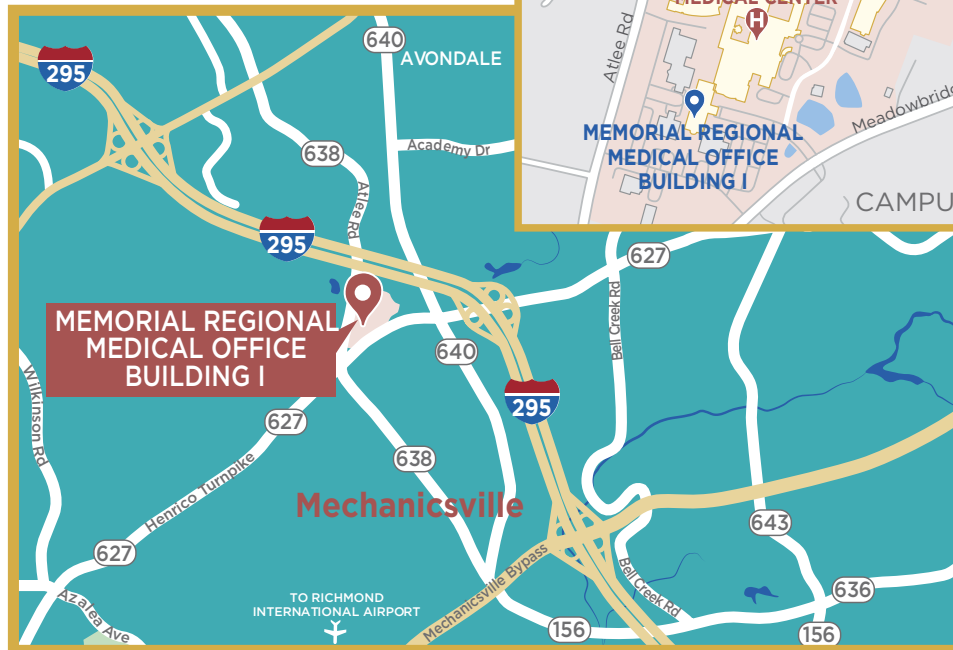 MEDICAL CENTER
H
Atlee Rd
MEMORIAL REGIONAL
MEDICAL OFFICE
BUILDING I
CAMPU
295
640
AVONDALE
638
Academy Dr
Atlee Rd
295
627
MEMORIAL REGIONAL
MEDICAL OFFICE
BUILDING I
Bell Creek Rd
640
Wilkinson Rd
295
627
638
Henrico Turnpike
Mechanicsville
643
627
Mechanicsville Bypass
Bell Creek Rd
636
Azalea Ave
TO RICHMOND
INTERNATIONAL AIRPORT
156
156